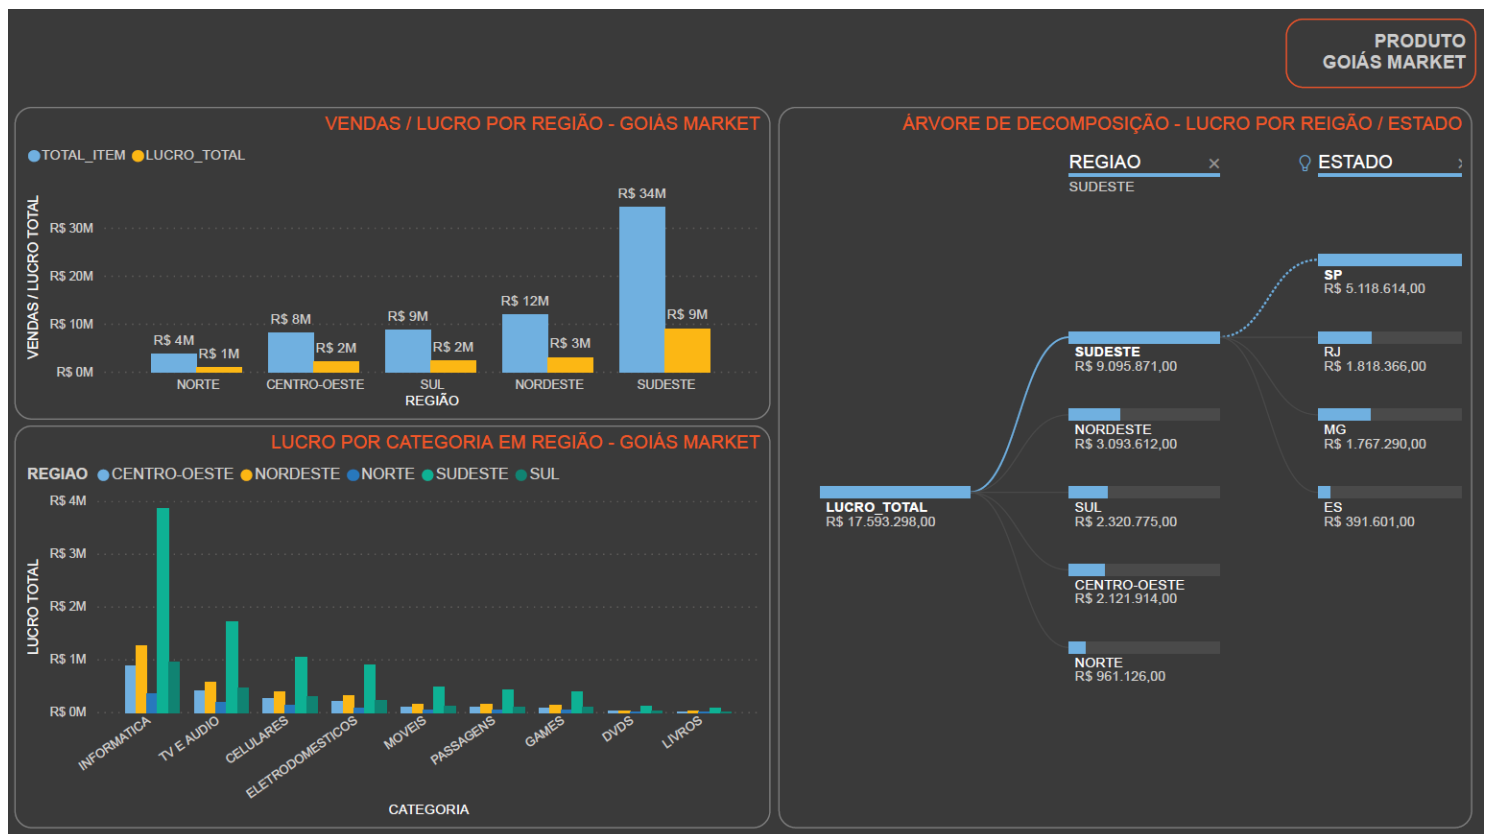 PRODUTO
GOIÁS MARKET
VENDAS / LUCRO POR REGIÃO - GOIÁS MARKET
TOTAL_ITEM LUCRO_TOTAL
VENDAS / LUCRO TOTAL
R$ 30M
R$ 20M
R$ 10M
R$ 0M
R$ 4M
R$ 1M
R$ 8M
R$ 2M
R$ 9M
R$ 2M
R$ 12M
R$ 3M
R$ 34M
R$ 9M
NORTE CENTRO-OESTE SUL NORDESTE SUDESTE
REGIÃO
LUCRO POR CATEGORIA EM REGIÃO - GOIÁS MARKET
REGIAO CENTRO-OESTE NORDESTE NORTE SUDESTE SUL
LUCRO TOTAL
R$ 4M
R$ 3M
R$ 2M
R$ 1M
R$ 0M
INFORMATICA
TV E AUDIO
CELULARES
ELETRODOMESTICOS
MOVEIS
PASSAGENS
GAMES
DVDS
LIVROS
CATEGORIA
ÁRVORE DE DECOMPOSIÇÃO - LUCRO POR REIGÃO / ESTADO
REGIAO
SUDESTE
ESTADO
LUCRO_TOTAL
R$ 17.593.298,00
SUDESTE
R$ 9.095.871,00
NORDESTE
R$ 3.093.612,00
SUL
R$ 2.320.775,00
CENTRO-OESTE
R$ 2.121.914,00
NORTE
R$ 961.126,00
SP
R$ 5.118.614,00
RJ
R$ 1.818.366,00
MG
R$ 1.767.290,00
ES
R$ 391.601,00